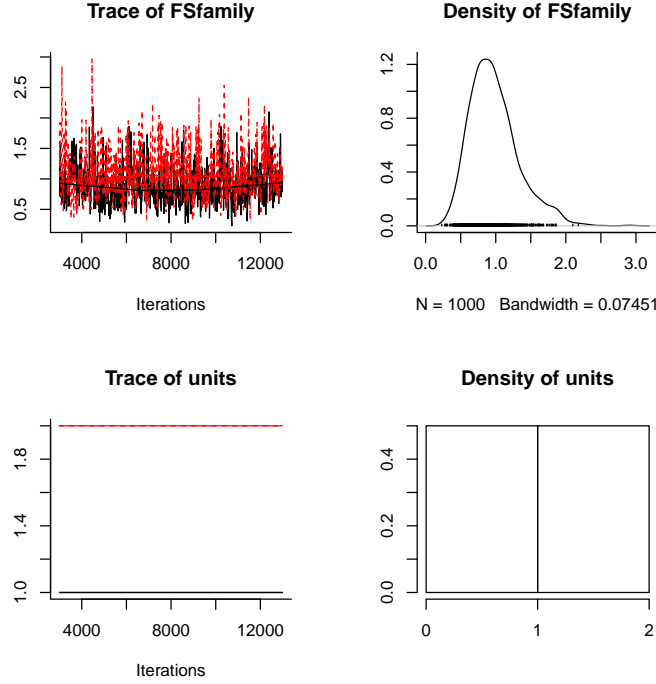 Trace of FSfamily
0.5 1.5 2.5
4000 8000 12000
Iterations
Density of FSfamily
0.0 0.4 0.8 1.2
0.0 1.0 2.0 3.0
N = 1000 Bandwidth = 0.07451
Trace of units
1.0 1.4 1.8
4000 8000 12000
Iterations
Density of units
0.0 0.2 0.4
0 1 2